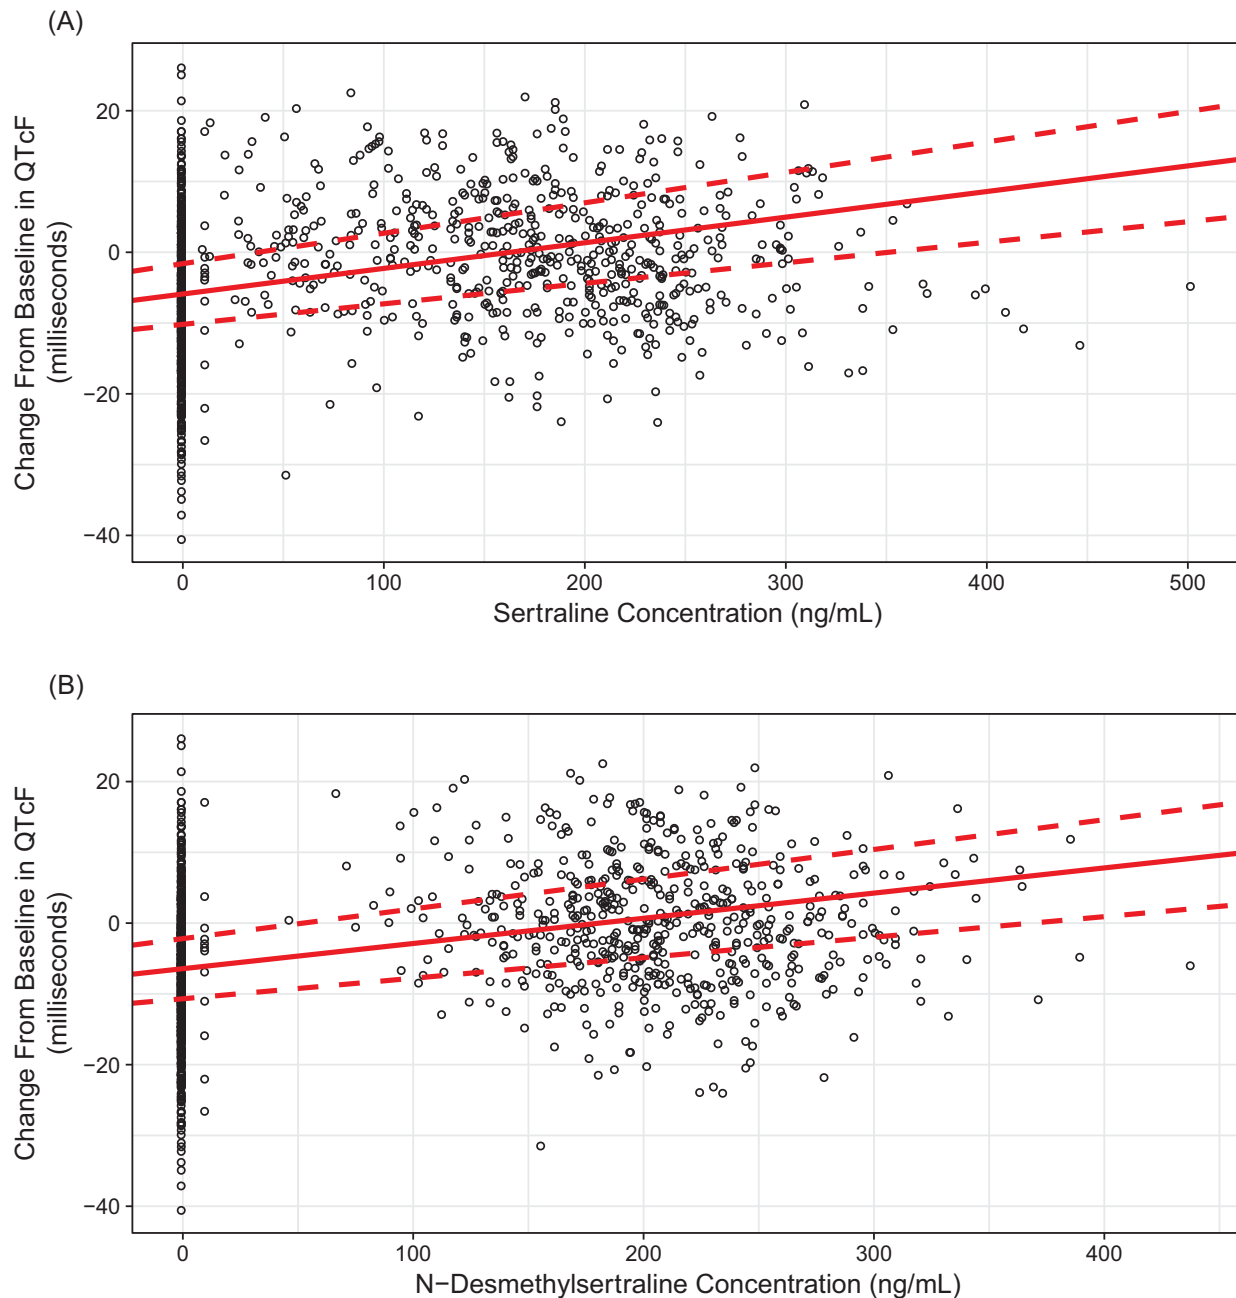 (A)
Change From Baseline in QTcF
(milliseconds)
20
0
−20
−40
0 100 200 300 400 500
Sertraline Concentration (ng/mL)
(B)
Change From Baseline in QTcF
(milliseconds)
20
0
−20
−40
0 100 200 300 400
N−Desmethylsertraline Concentration (ng/mL)